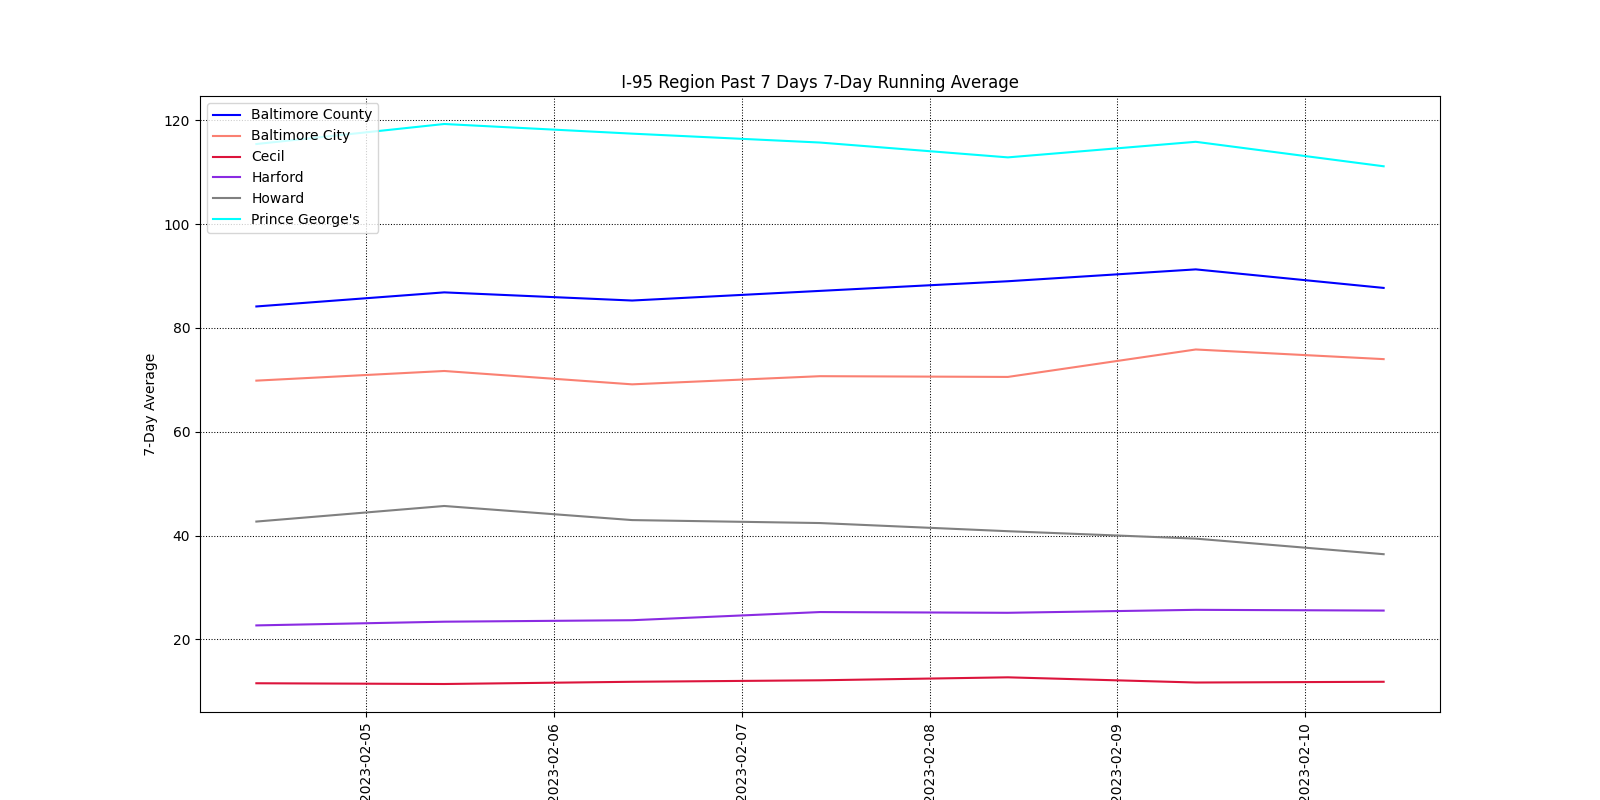 I-95 Region Past 7 Days 7-Day Running Average
Baltimore County
Baltimore City
Cecil
Harford
Howard
Prince George's
120
100
80
60
40
20
7-Day Average
2023-02-05
2023-02-06
2023-02-07
2023-02-08
2023-02-09
2023-02-10